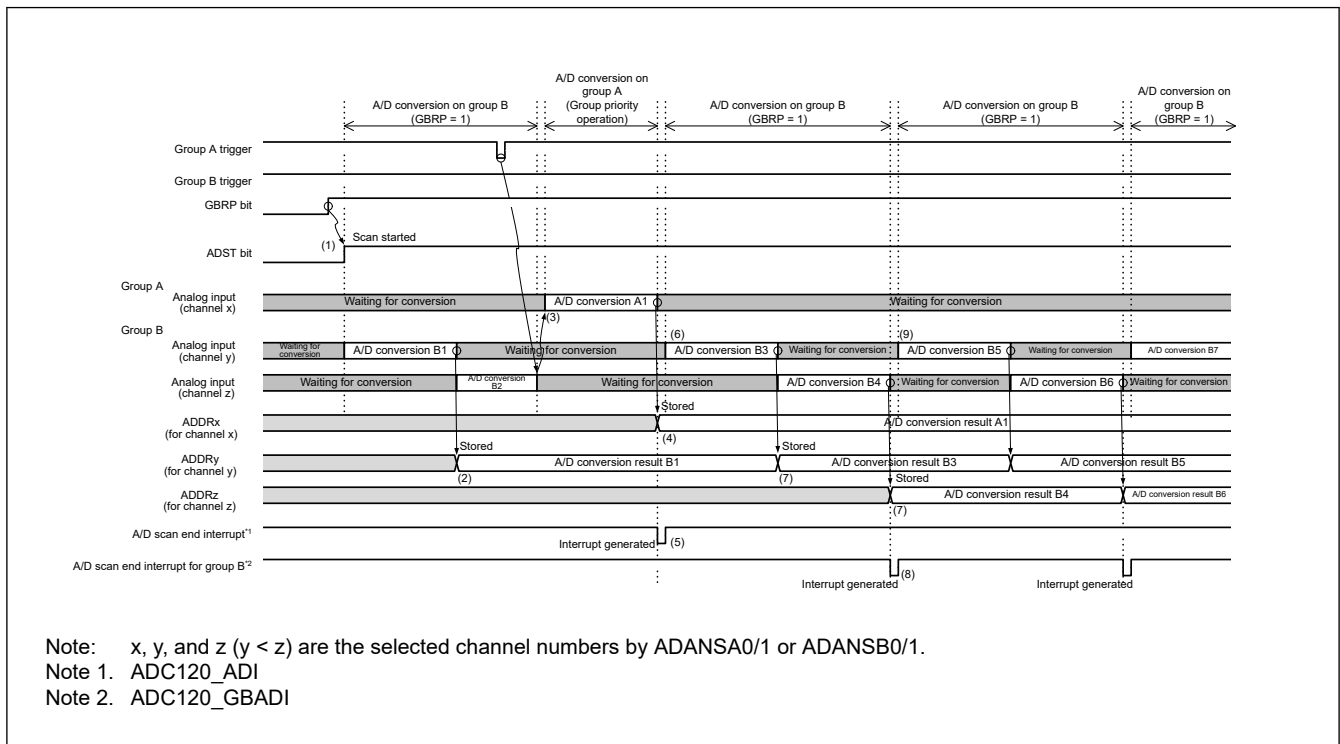 A/D conversion on
group A
(Group priority
operation)
A/D conversion on group B
(GBRP = 1)
A/D conversion on group B
(GBRP = 1)
A/D conversion on group B
(GBRP = 1)
A/D conversion on
group B
(GBRP = 1)
Group A trigger
Group B trigger
GBRP bit
(1)
Scan started
ADST bit
Group A
Analog input
(channel x)
Waiting for conversion
A/D conversion A1
Waiting for conversion
(3)
Group B
(6)
(9)
Analog input
(channel y)
Waiting for
conversion
A/D conversion B1
Waiting for conversion
A/D conversion B3
Waiting for conversion
A/D conversion B5
Waiting for conversion
A/D conversion B7
Analog input
(channel z)
Waiting for conversion
A/D conversion
B2
Waiting for conversion
A/D conversion B4
Waiting for conversion
A/D conversion B6
Waiting for conversion
Stored
ADDRx
(for channel x)
A/D conversion result A1
(4)
Stored
Stored
ADDRy
(for channel y)
A/D conversion result B1
A/D conversion result B3
A/D conversion result B5
(2)
(7)
Stored
ADDRz
(for channel z)
A/D conversion result B4
A/D conversion result B6
(7)
A/D scan end interrupt*1
Interrupt generated
(5)
A/D scan end interrupt for group B*2
Interrupt generated
(8)
Interrupt generated
Note: x, y, and z (y < z) are the selected channel numbers by ADANSA0/1 or ADANSB0/1.
Note 1. ADC120_ADI
Note 2. ADC120_GBADI